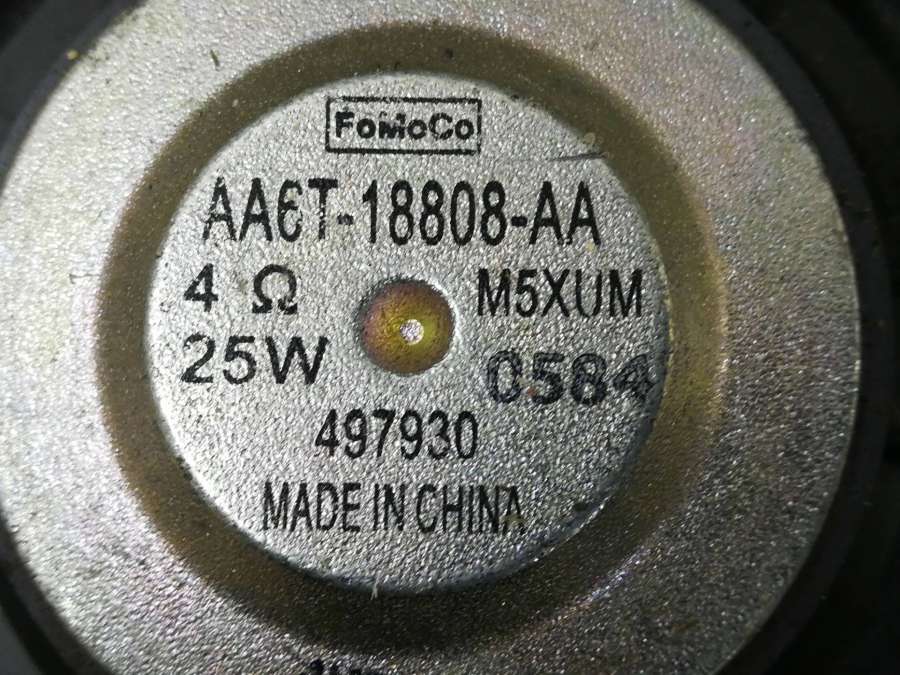 FoMoCo
AA6T-18808-AA
4 Ω M5XUM
25W 0584
497930
MADE IN CHINA